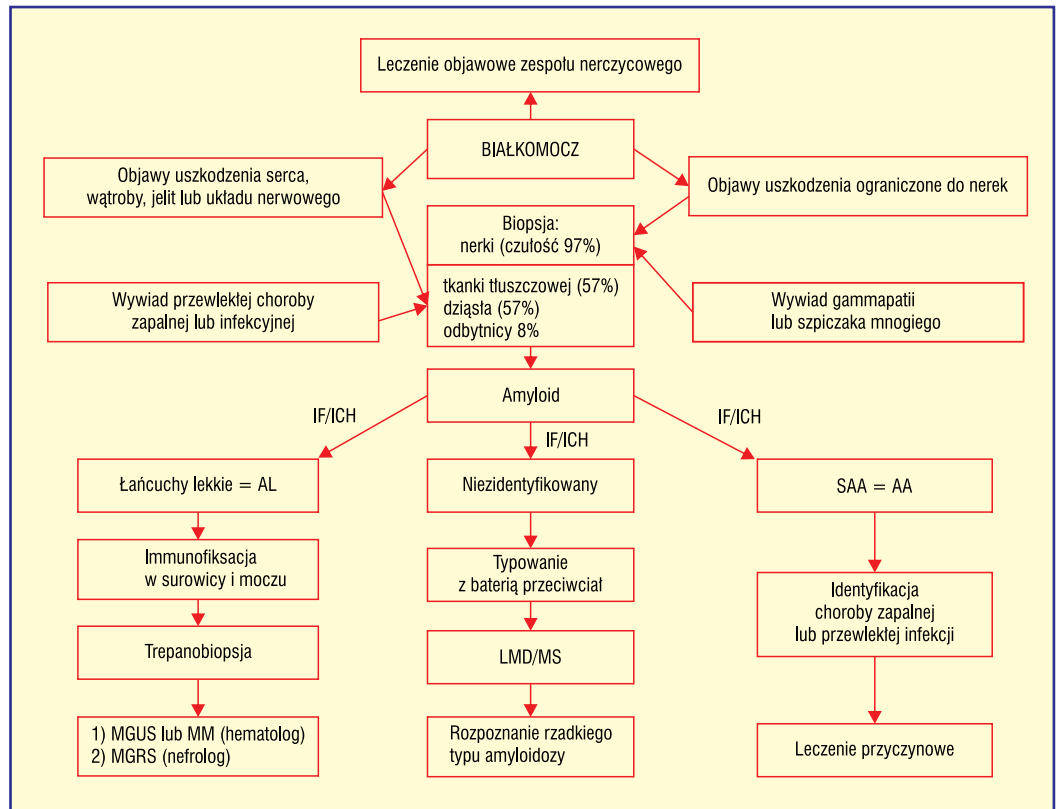 Leczenie objawowe zespołu nerczycowego
BIAŁKOMOCZ
Objawy uszkodzenia serca,
wątroby, jelit lub układu nerwowego
Objawy uszkodzenia ograniczone do nerek
Biopsja:
nerki (czułość 97%)
tkanki tłuszczowej (57%)
dziąsła (57%)
odbytnicy 8%
Wywiad przewlekłej choroby
zapalnej lub infekcyjnej
Wywiad gammapatii
lub szpiczaka mnogiego
Amyloid
IF/ICH
IF/ICH
IF/ICH
Łańcuchy lekkie = AL
Niezidentyfikowany
SAA = AA
Immunofiksacja
w surowicy i moczu
Typowanie
z baterią przeciwciał
Identyfikacja
choroby zapalnej
lub przewlekłej infekcji
Trepanobiopsja
LMD/MS
1) MGUS lub MM (hematolog)
2) MGRS (nefrolog)
Rozpoznanie rzadkiego
typu amyloidozy
Leczenie przyczynowe